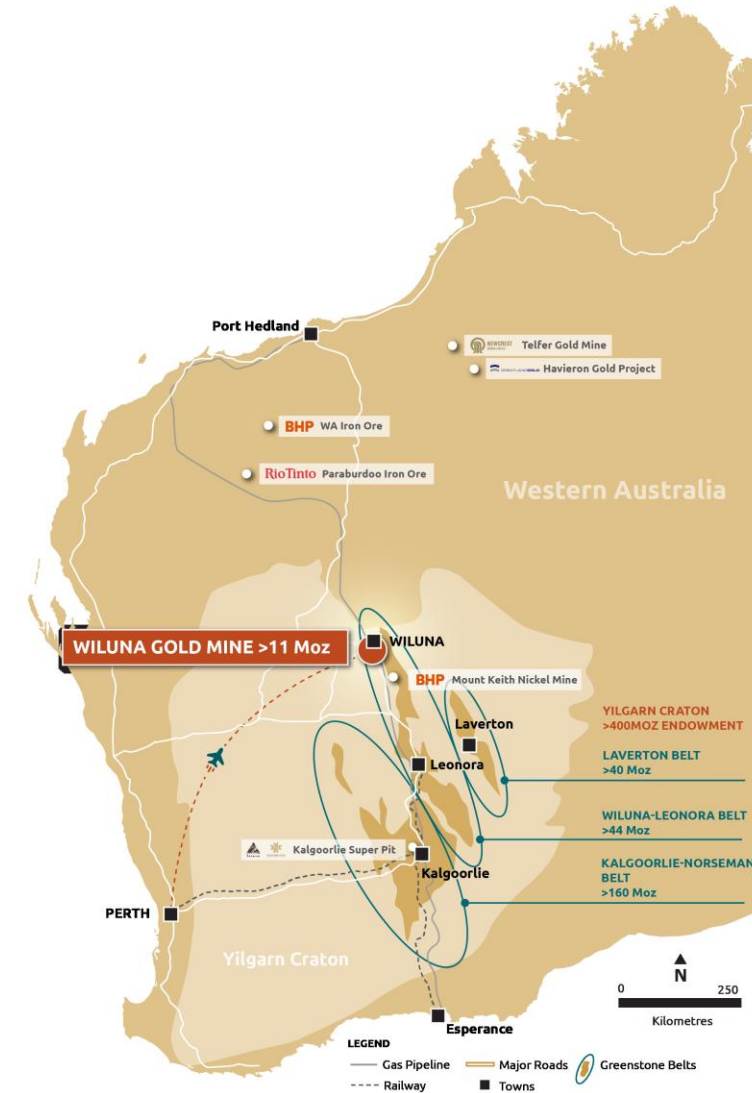 Port Hedland
NEWCREST
Telfer Gold Mine
Havieron Gold Project
BHP WA Iron Ore
RioTinto Paraburdoo Iron Ore
Western Australia
WILUNA GOLD MINE >11 Moz
WILUNA
BHP Mount Keith Nickel Mine
Laverton
Leonora
YILGARN CRATON
>400MOZ ENDOWMENT
LAVERTON BELT
>40 Moz
WILUNA-LEONORA BELT
>44 Moz
KALGOORLIE-NORSEMAN
BELT
>160 Moz
Kalgoorlie Super Pit
Kalgoorlie
PERTH
Yilgarn Craton
N
0 250
Kilometres
Esperance
LEGEND
Gas Pipeline Major Roads Greenstone Belts
Railway Towns